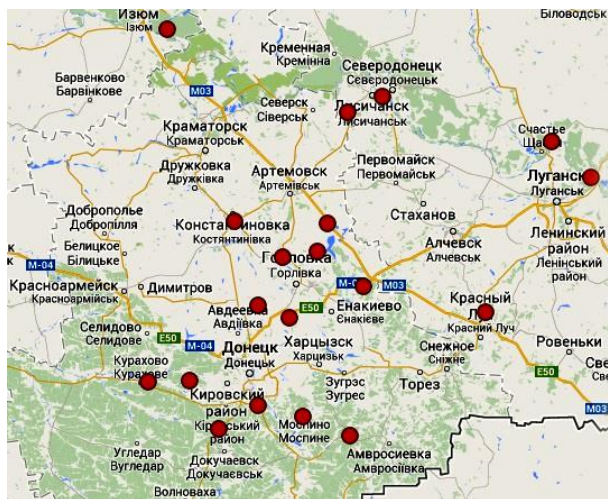 Изюм
Ізюм
Біловодськ
Кременная
Кремінна
Северодонецк
Сєвєродонецьк
Барвенково
Барвінкове
M03
Северск
Сіверськ
Лисичанск
Лисичанськ
Краматорск
Краматорськ
Счастье
Дружковка
Дружківка
Артемовск
Артемівськ
Первомайск
Первомайськ
Луганск
Луганськ
Доброполье
Добропілля
Константиновка
Костянтинівка
Стаханов
Белицкое
Білицьке
Алчевск
Алчевськ
Ленинский
район
Ленінський
район
M-04
Горловка
Горлівка
M03
Красноармейск
Красноармійськ
Димитров
E50
Авдеевка
Авдіївка
Енакиево
Єнакієве
Красный
Красний Луч
Селидово
Селидове
E50
M-04
Донецк
Донецьк
Харцызск
Харцизьк
Снежное
Сніжне
Ровеньки
Курахово
Курахове
Зугрэс
Зугрес
Торез
E50
Кировский
район
район
M03
Моспино
Моспине
Угледар
Вугледар
Докучаевск
Докучаєвськ
Амвросиевка
Амвросіївка
Волноваха